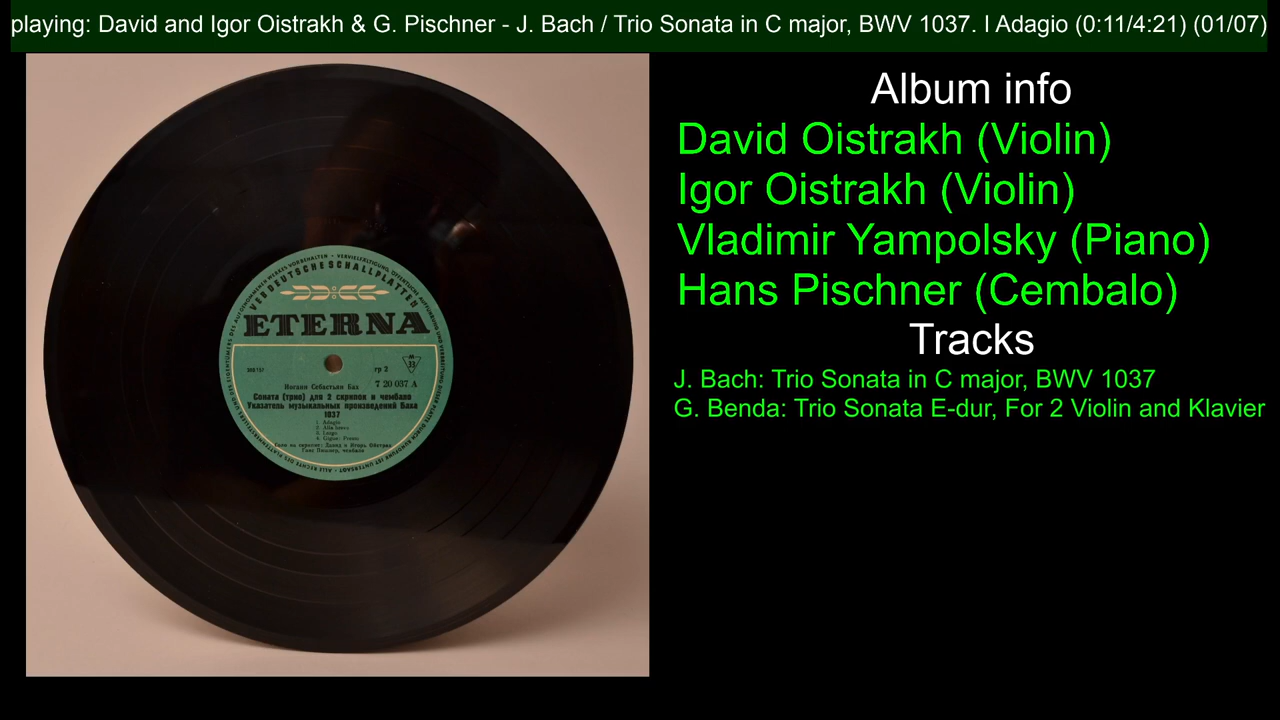 playing: David and Igor Oistrakh & G. Pischner - J. Bach / Trio Sonata in C major, BWV 1037. I Adagio (0:11/4:21) (01/07)
Album info
David Oistrakh (Violin)
Igor Oistrakh (Violin)
Vladimir Yampolsky (Piano)
Hans Pischner (Cembalo)
Tracks
J. Bach: Trio Sonata in C major, BWV 1037
G. Benda: Trio Sonata E-dur, For 2 Violin and Klavier
VEB DEUTSCHE SCHALLPLATTEN
ETERNA
M 33
гр 2
7 20 037 A
Иоганн Себастьян Бах
Соната (трио) для 2 скрипок и чембало
Указатель музыкальных произведений Баха
1037
1. Adagio
2. Alla breve
3. Largo
4. Gigue: Presto